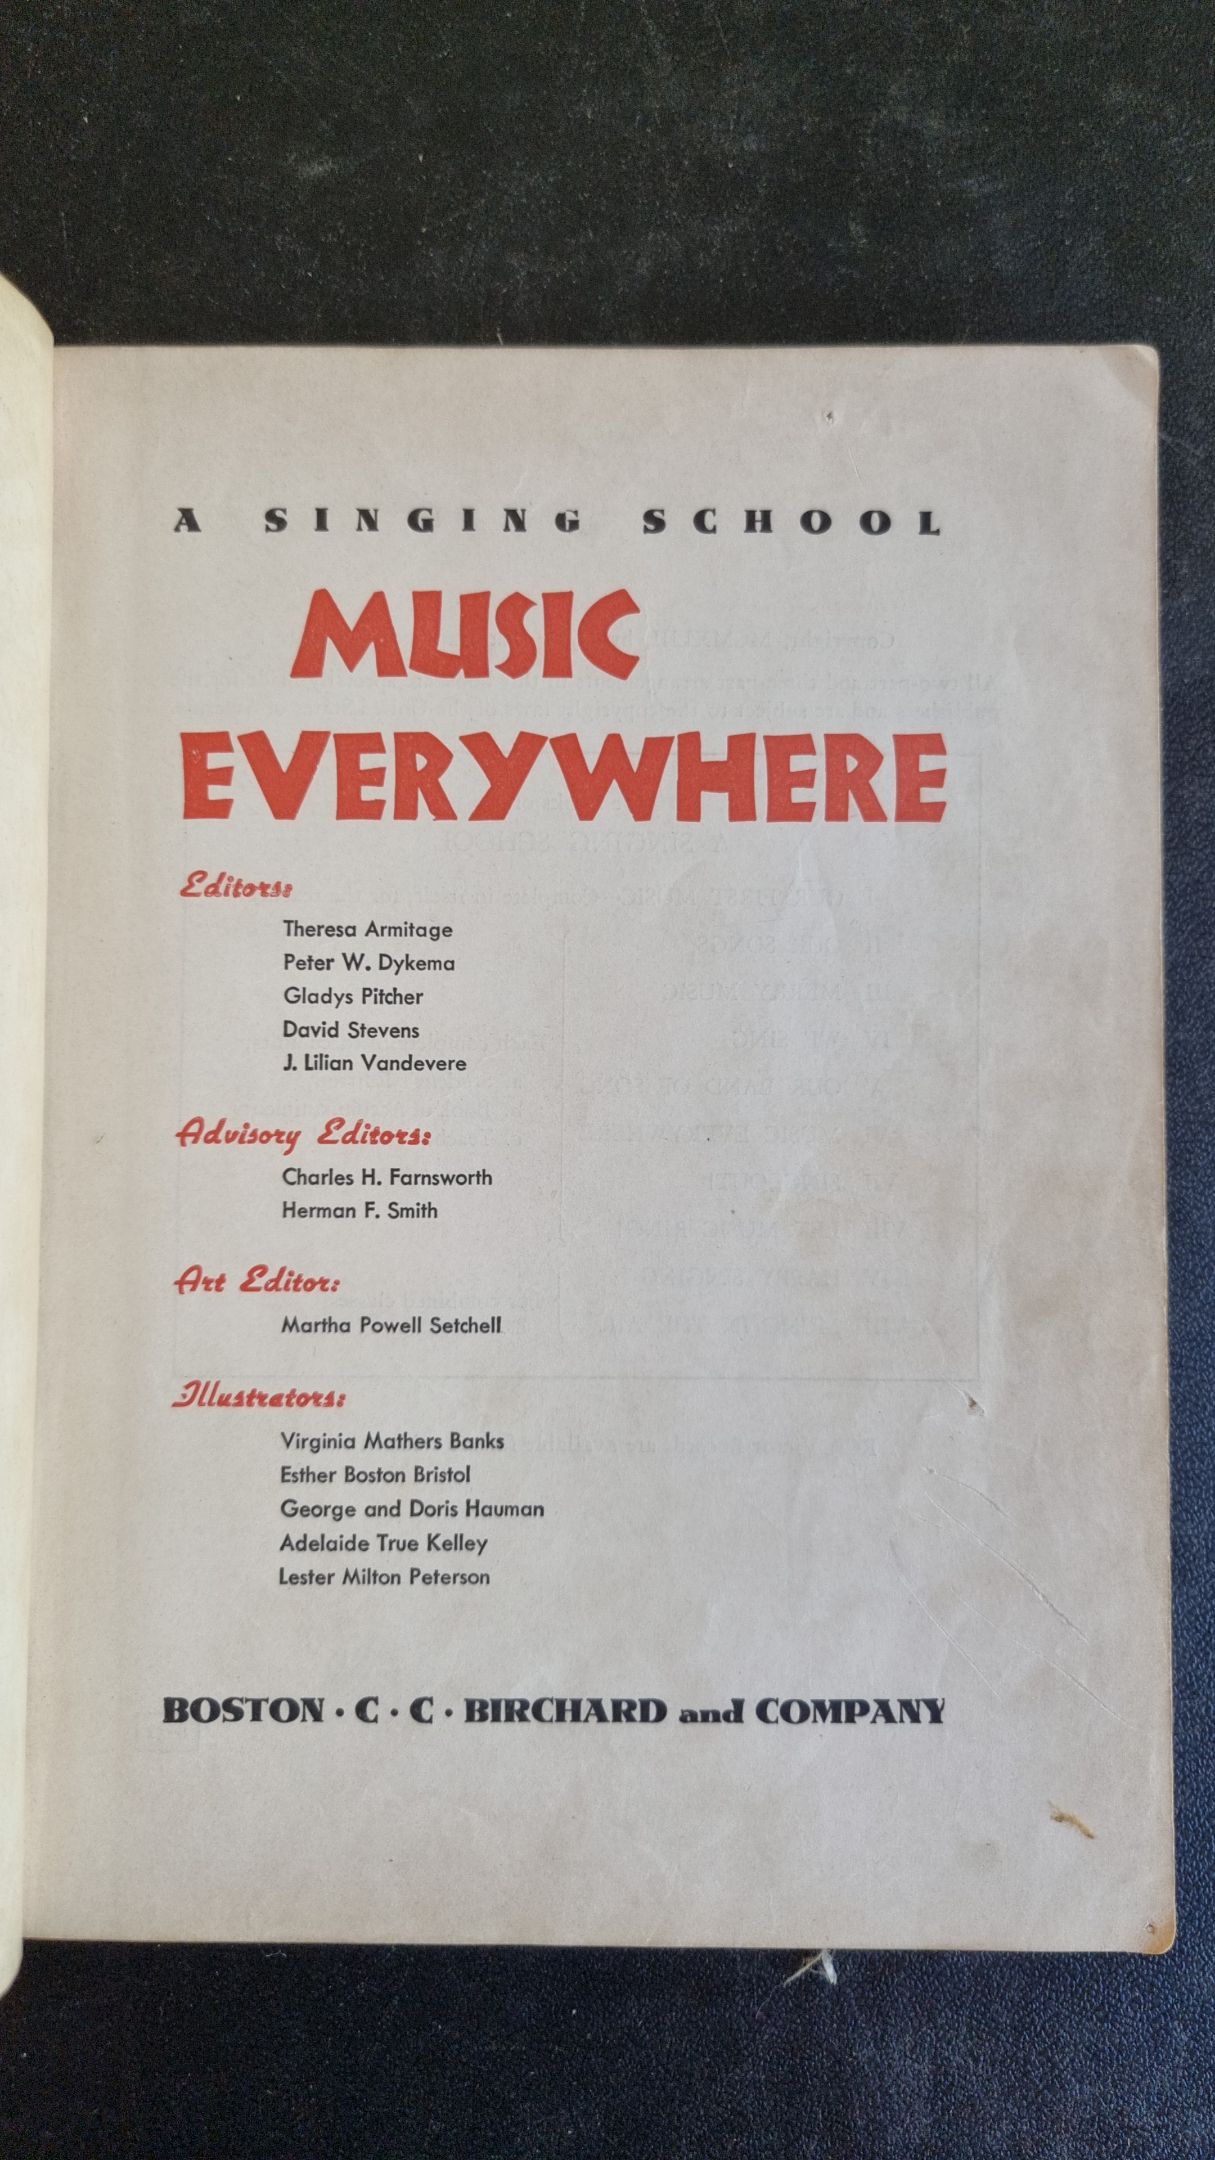 A SINGING SCHOOL
MUSIC
EVERYWHERE
Editors:
Theresa Armitage
Peter W. Dykema
Gladys Pitcher
David Stevens
J. Lilian Vandevere
Advisory Editors:
Charles H. Farnsworth
Herman F. Smith
Art Editor:
Martha Powell Setchell
Illustrators:
Virginia Mathers Banks
Esther Boston Bristol
George and Doris Hauman
Adelaide True Kelley
Lester Milton Peterson
BOSTON · C · C · BIRCHARD and COMPANY